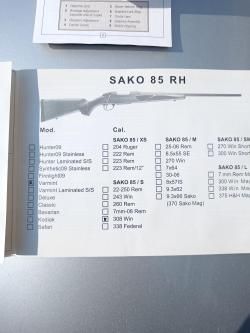 SAKO 85 RH
Mod.
Hunter09
Hunter09 Stainless
Hunter Laminated S/S
Synthetic09 Stainless
Finnlight09
Varmint
Varmint Laminated S/S
Deluxe
Classic
Bavarian
Kodiak
Safari
Cal.
SAKO 85 / XS
204 Ruger
222 Rem
223 Rem
223 Rem/12"
SAKO 85 / S
22-250 Rem
243 Win
260 Rem
7mm-08 Rem
308 Win
338 Federal
SAKO 85 / M
25-06 Rem
6.5x55 SE
270 Win
7x64
30-06
9.3x62
9.3x66 Sako
(370 Sako Mag)
SAKO 85 /
270 Win Short
300 Win Short
SAKO 85 / L
7 mm Rem
300 Win
375 H&H Mag